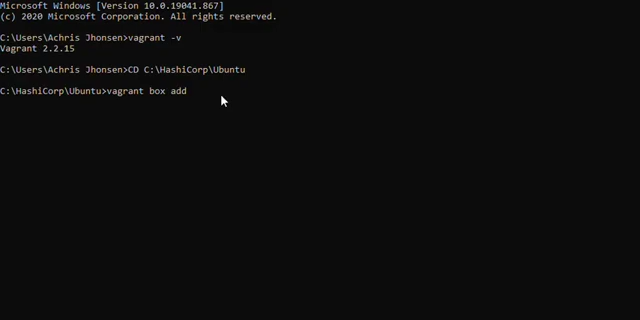 Microsoft Windows [Version 10.0.19041.867]
(c) 2020 Microsoft Corporation. All rights reserved.
C:\Users\Achris Jhonsen>vagrant -v
Vagrant 2.2.15
C:\Users\Achris Jhonsen>CD C:\HashiCorp\Ubuntu
C:\HashiCorp\Ubuntu>vagrant box add